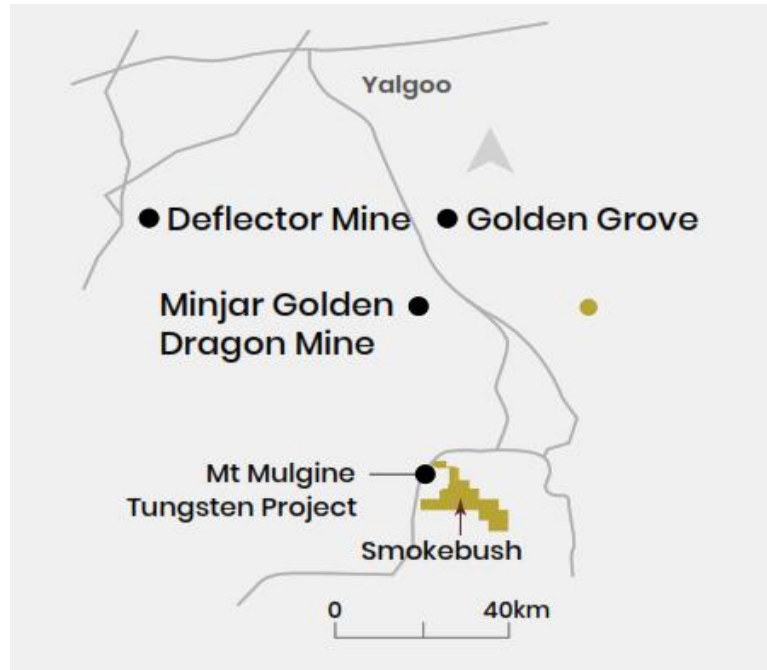 Yalgoo
Deflector Mine
Golden Grove
Minjar Golden
Dragon Mine
Mt Mulgine
Tungsten Project
Smokebush
0 40km